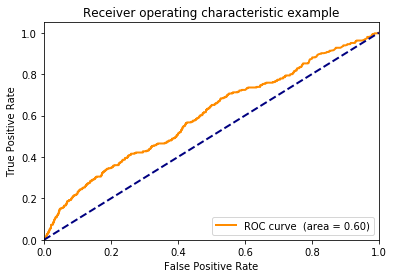 Receiver operating characteristic example
True Positive Rate
1.0
0.8
0.6
0.4
0.2
0.0
ROC curve (area = 0.60)
0.0 0.2 0.4 0.6 0.8 1.0
False Positive Rate